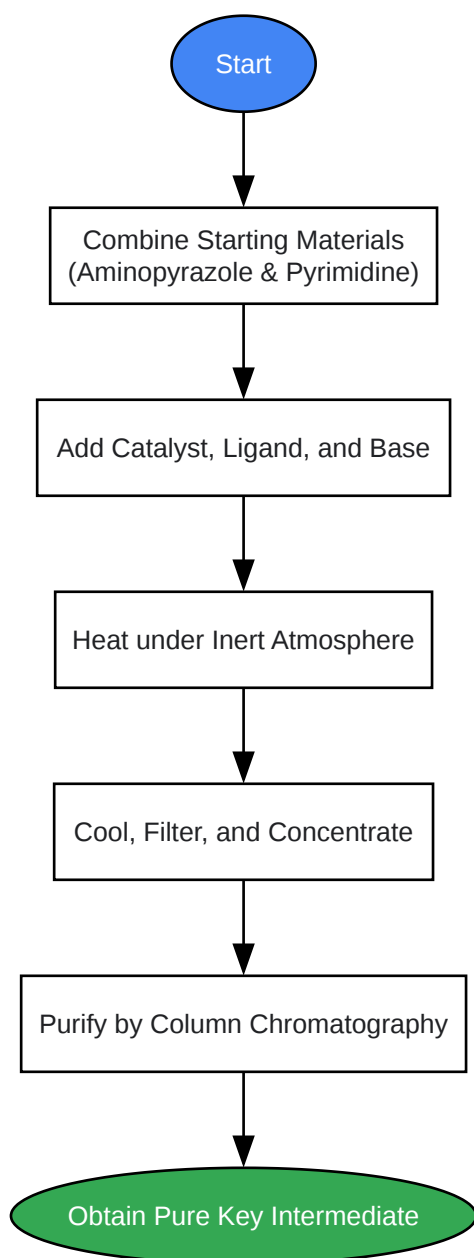 Start
Combine Starting Materials
(Aminopyrazole & Pyrimidine)
Add Catalyst, Ligand, and Base
Heat under Inert Atmosphere
Cool, Filter, and Concentrate
Purify by Column Chromatography
Obtain Pure Key Intermediate